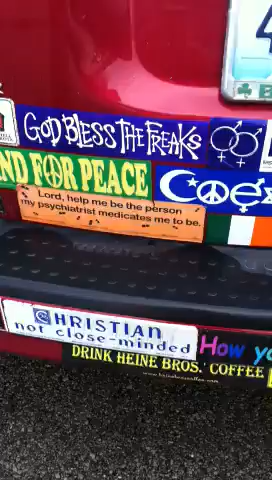 GOD BLESS THE FREAKS
ND FOR PEACE
COEX
Lord, help me be the person
my psychiatrist medicates me to be.
CHRISTIAN
not close-minded
How yo
DRINK HEINE BROS.' COFFEE